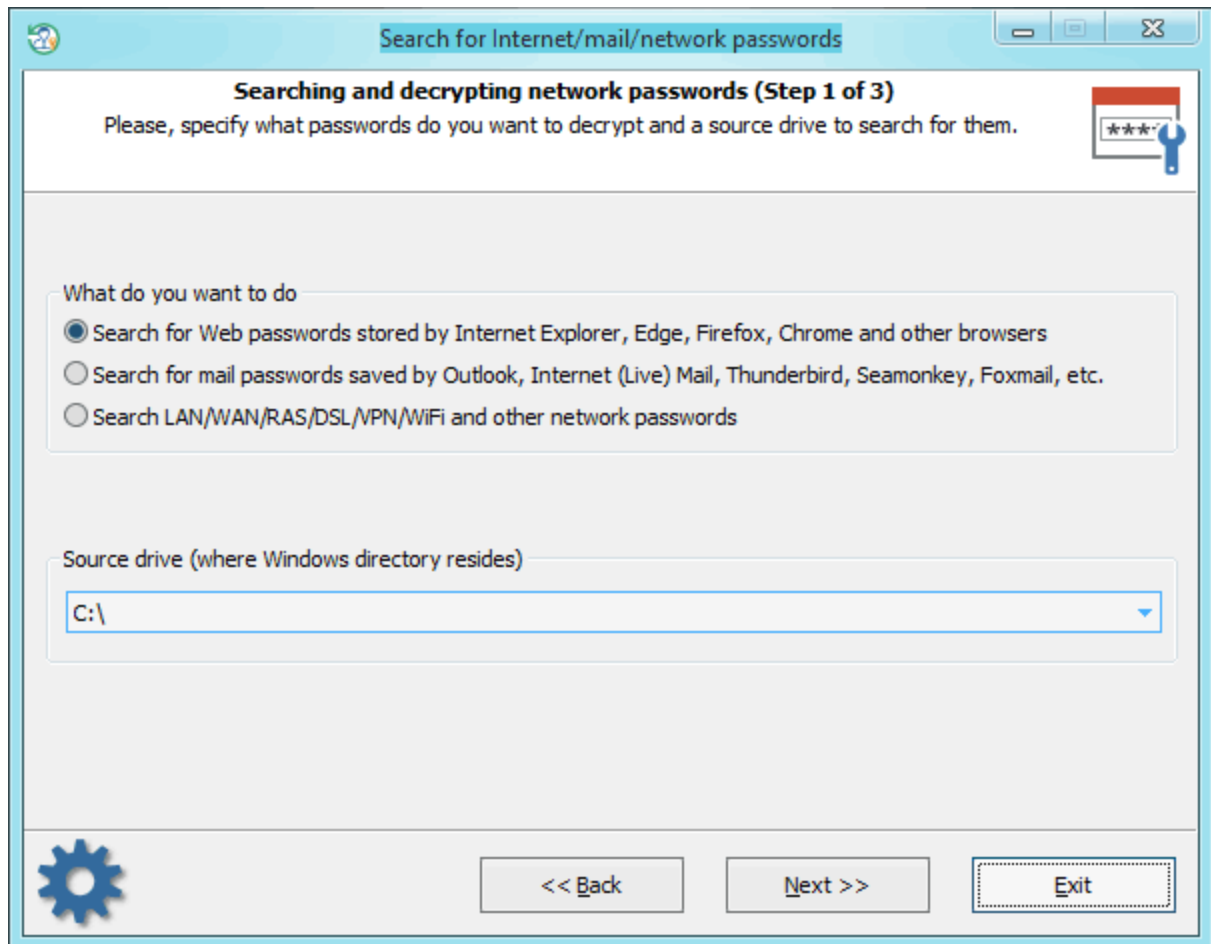 Search for Internet/mail/network passwords
Searching and decrypting network passwords (Step 1 of 3)
Please, specify what passwords do you want to decrypt and a source drive to search for them.
****
What do you want to do
Search for Web passwords stored by Internet Explorer, Edge, Firefox, Chrome and other browsers
Search for mail passwords saved by Outlook, Internet (Live) Mail, Thunderbird, Seamonkey, Foxmail, etc.
Search LAN/WAN/RAS/DSL/VPN/WiFi and other network passwords
Source drive (where Windows directory resides)
C:\
<< Back
Next >>
Exit